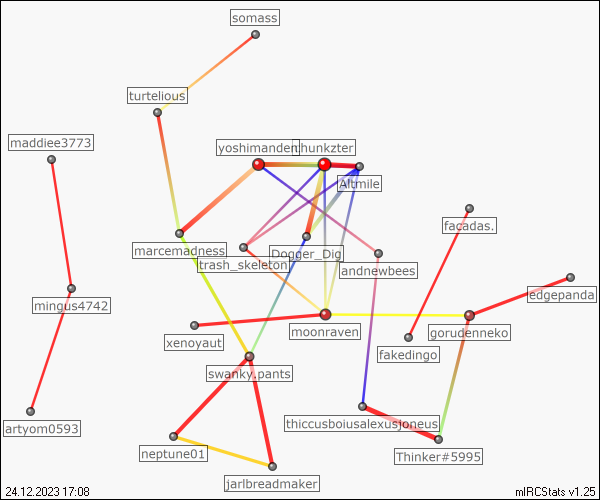 somass
turtelious
maddiee3773
yoshimanden
hunkzter
Altmile
facadas.
marcemadness
Dogger_Dig
trash_skeleton
andnewbees
edgepanda
mingus4742
moonraven
gorudenneko
xenoyaut
fakedingo
swanky.pants
thiccusboiusalexusjoneus
artyom0593
neptune01
Thinker#5995
jarlbreadmaker
24.12.2023 17:08
mIRCStats v1.25